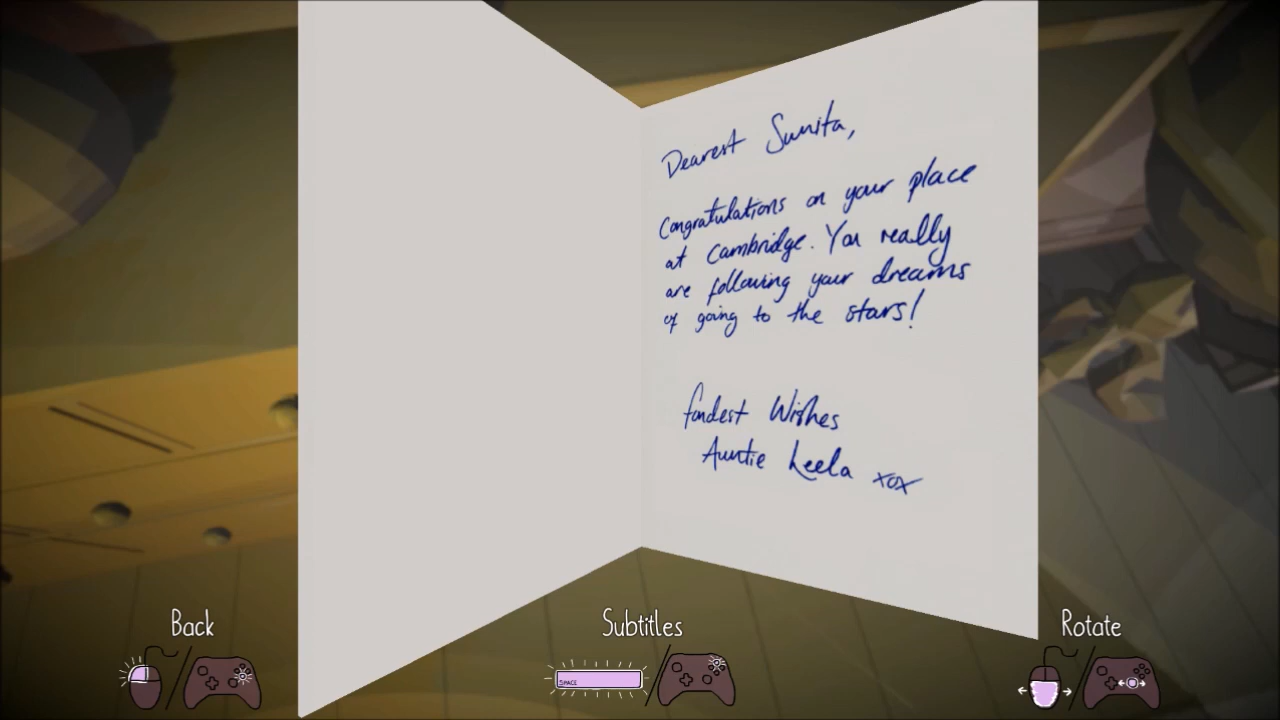 Dearest Sunita,
Congratulations on your place
at Cambridge. You really
are following your dreams
of going to the stars!
fondest Wishes
Auntie Leela xox
Back
Subtitles
Rotate
SPACE